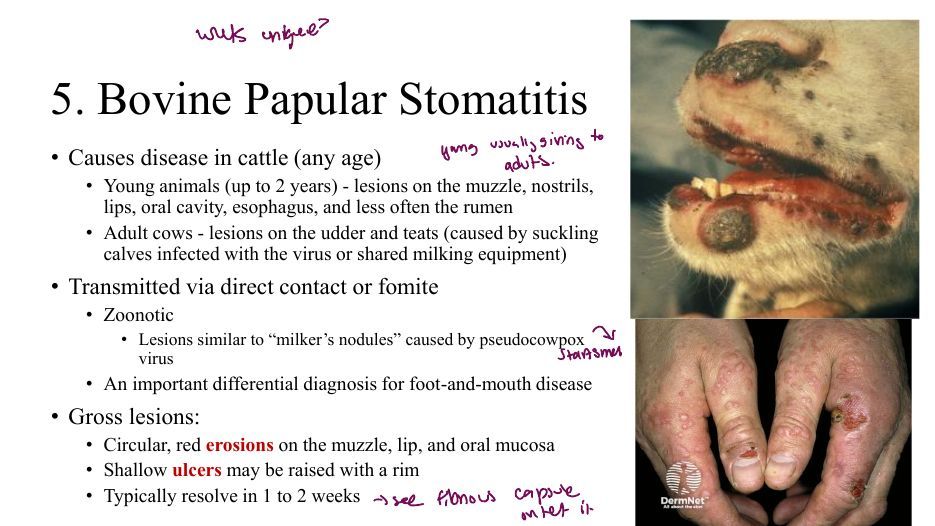 unique?
5. Bovine Papular Stomatitis
• Causes disease in cattle (any age)
young usually giving to
adults.
• Young animals (up to 2 years) - lesions on the muzzle, nostrils,
lips, oral cavity, esophagus, and less often the rumen
• Adult cows - lesions on the udder and teats (caused by suckling
calves infected with the virus or shared milking equipment)
• Transmitted via direct contact or fomite
• Zoonotic
• Lesions similar to “milker’s nodules” caused by pseudocowpox
virus
• An important differential diagnosis for foot-and-mouth disease
• Gross lesions:
• Circular, red erosions on the muzzle, lip, and oral mucosa
• Shallow ulcers may be raised with a rim
• Typically resolve in 1 to 2 weeks → see fibrous capsule
DermNet
All about the skin